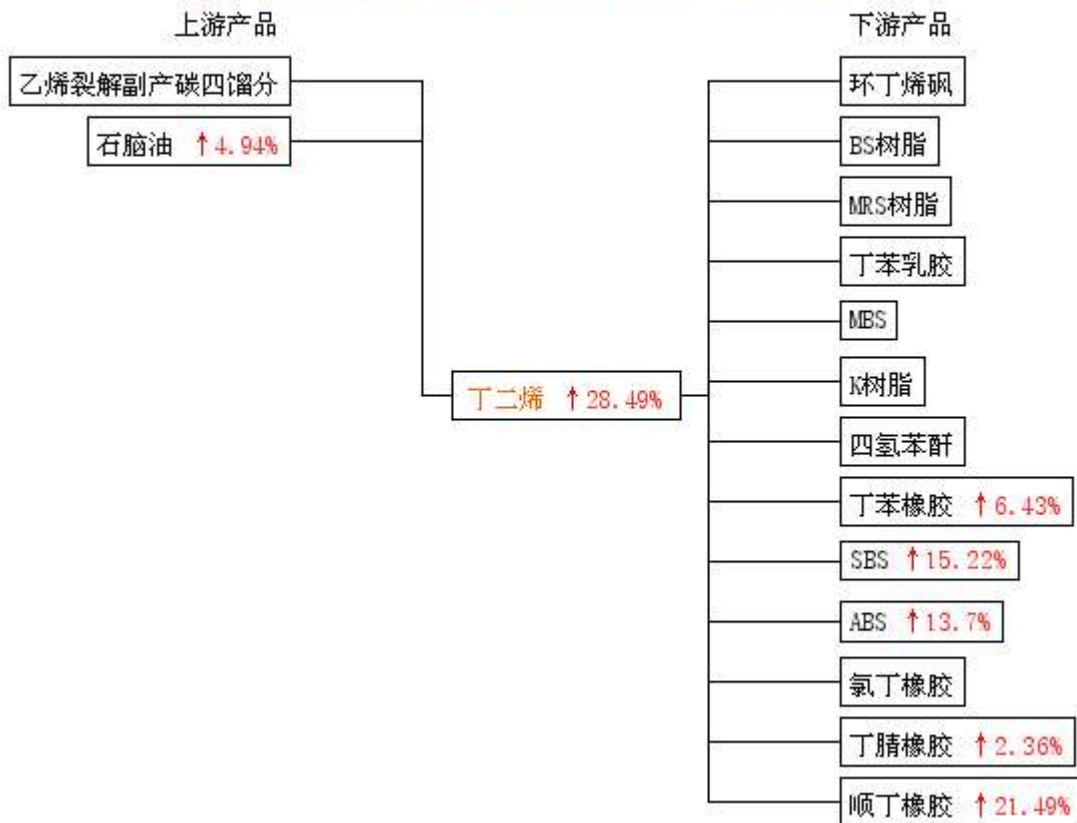 上游产品
下游产品
乙烯裂解副产碳四馏分
石脑油 ↑4.94%
丁二烯 ↑28.49%
环丁烯砜
BS树脂
MRS树脂
丁苯乳胶
MBS
K树脂
四氢苯酐
丁苯橡胶 ↑6.43%
SBS ↑15.22%
ABS ↑13.7%
氯丁橡胶
丁腈橡胶 ↑2.36%
顺丁橡胶 ↑21.49%